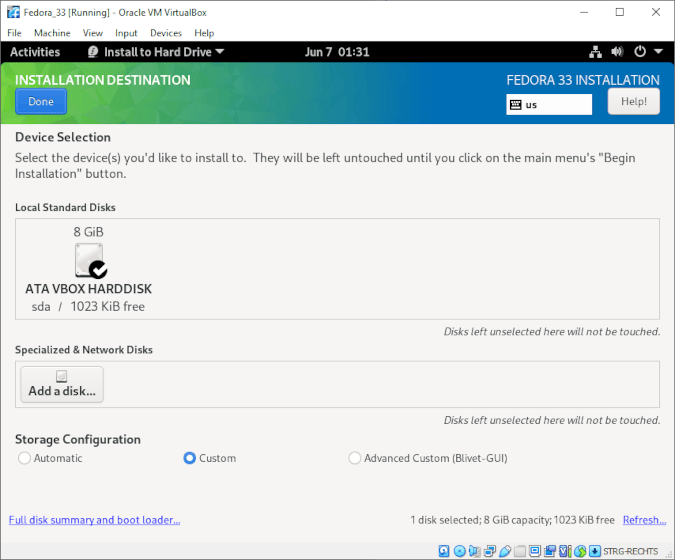 Fedora_33 [Running] - Oracle VM VirtualBox
File Machine View Input Devices Help
Activities Install to Hard Drive Jun 7 01:31
INSTALLATION DESTINATION FEDORA 33 INSTALLATION
Done us Help!
Device Selection
Select the device(s) you'd like to install to. They will be left untouched until you click on the main menu's "Begin
Installation" button.
Local Standard Disks
8 GiB
ATA VBOX HARDDISK
sda / 1023 KiB free
Disks left unselected here will not be touched.
Specialized & Network Disks
Add a disk...
Disks left unselected here will not be touched.
Storage Configuration
Automatic Custom Advanced Custom (Blivet-GUI)
Full disk summary and boot loader... 1 disk selected; 8 GiB capacity; 1023 KiB free Refresh...
STRG-RECHTS